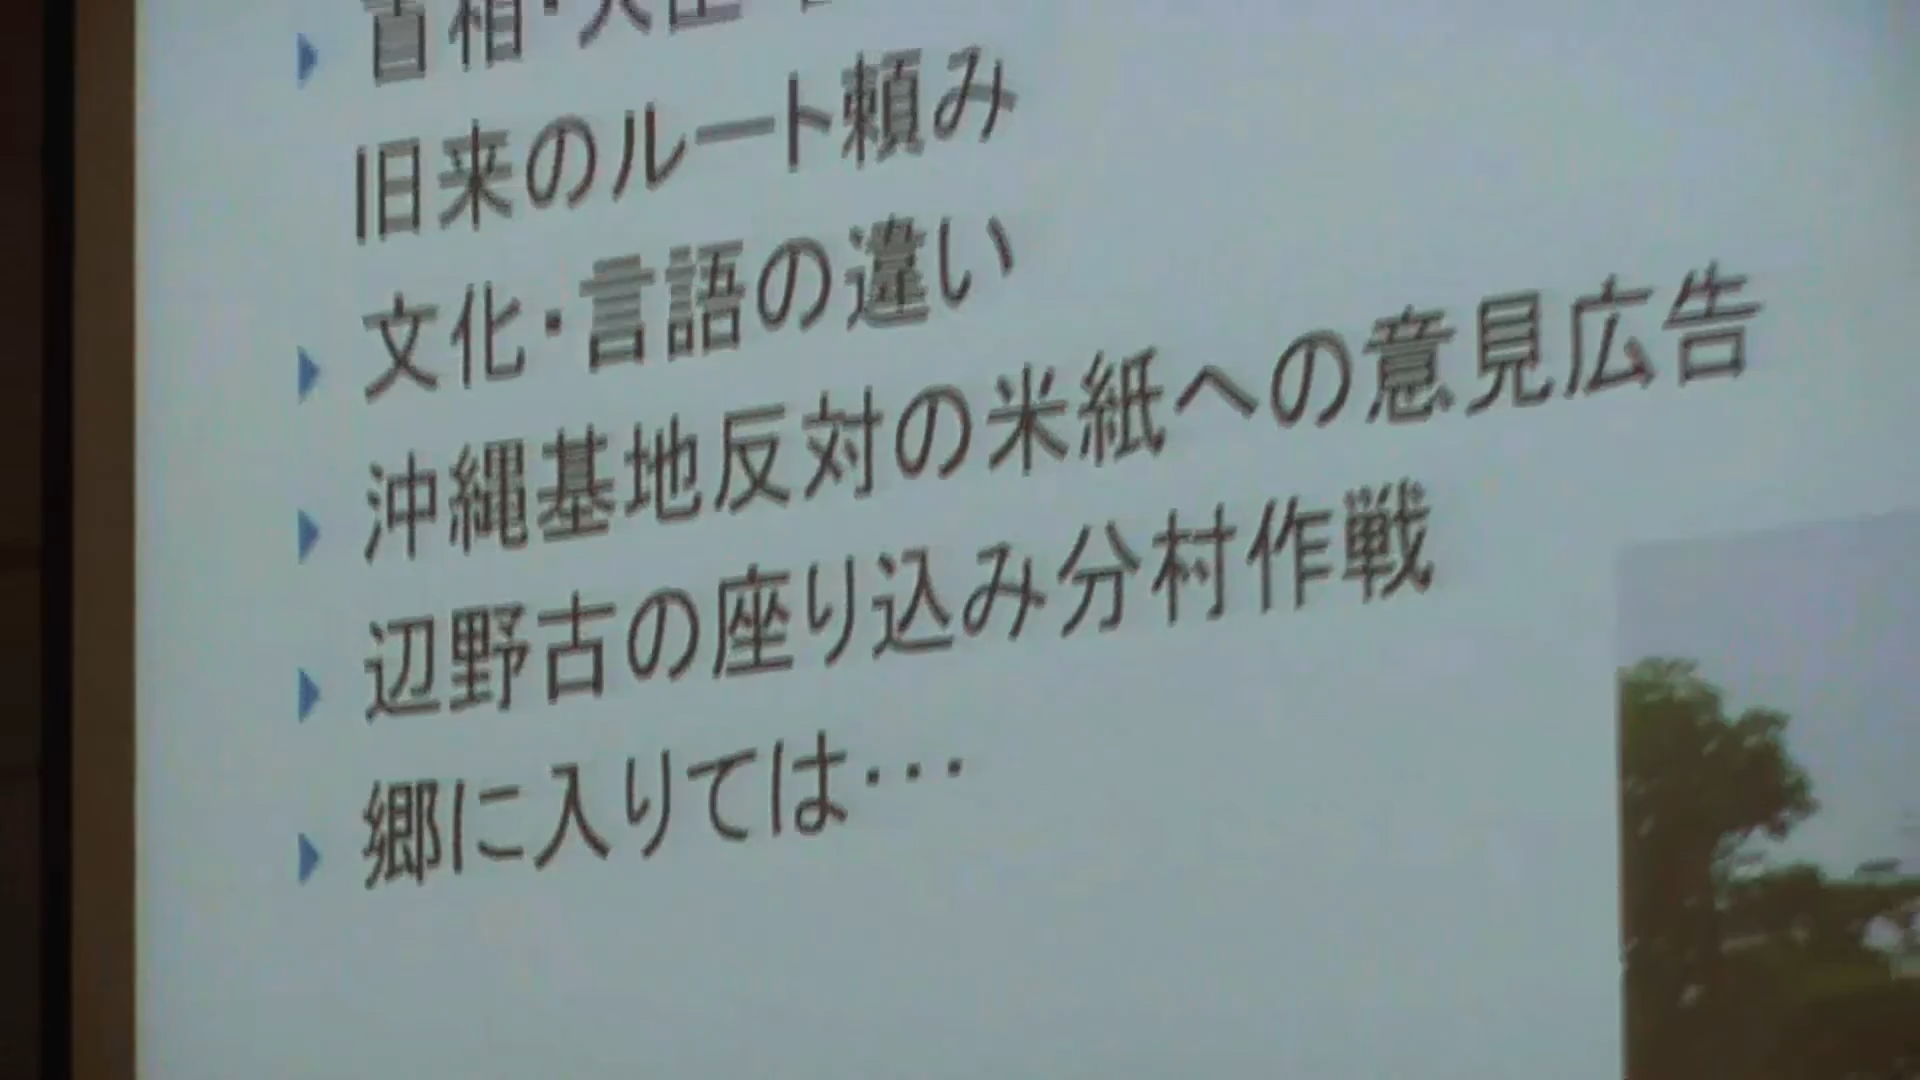 旧来のルート頼み
文化・言語の違い
沖縄基地反対の米紙への意見広告
辺野古の座り込み分村作戦
郷に入りては・・・